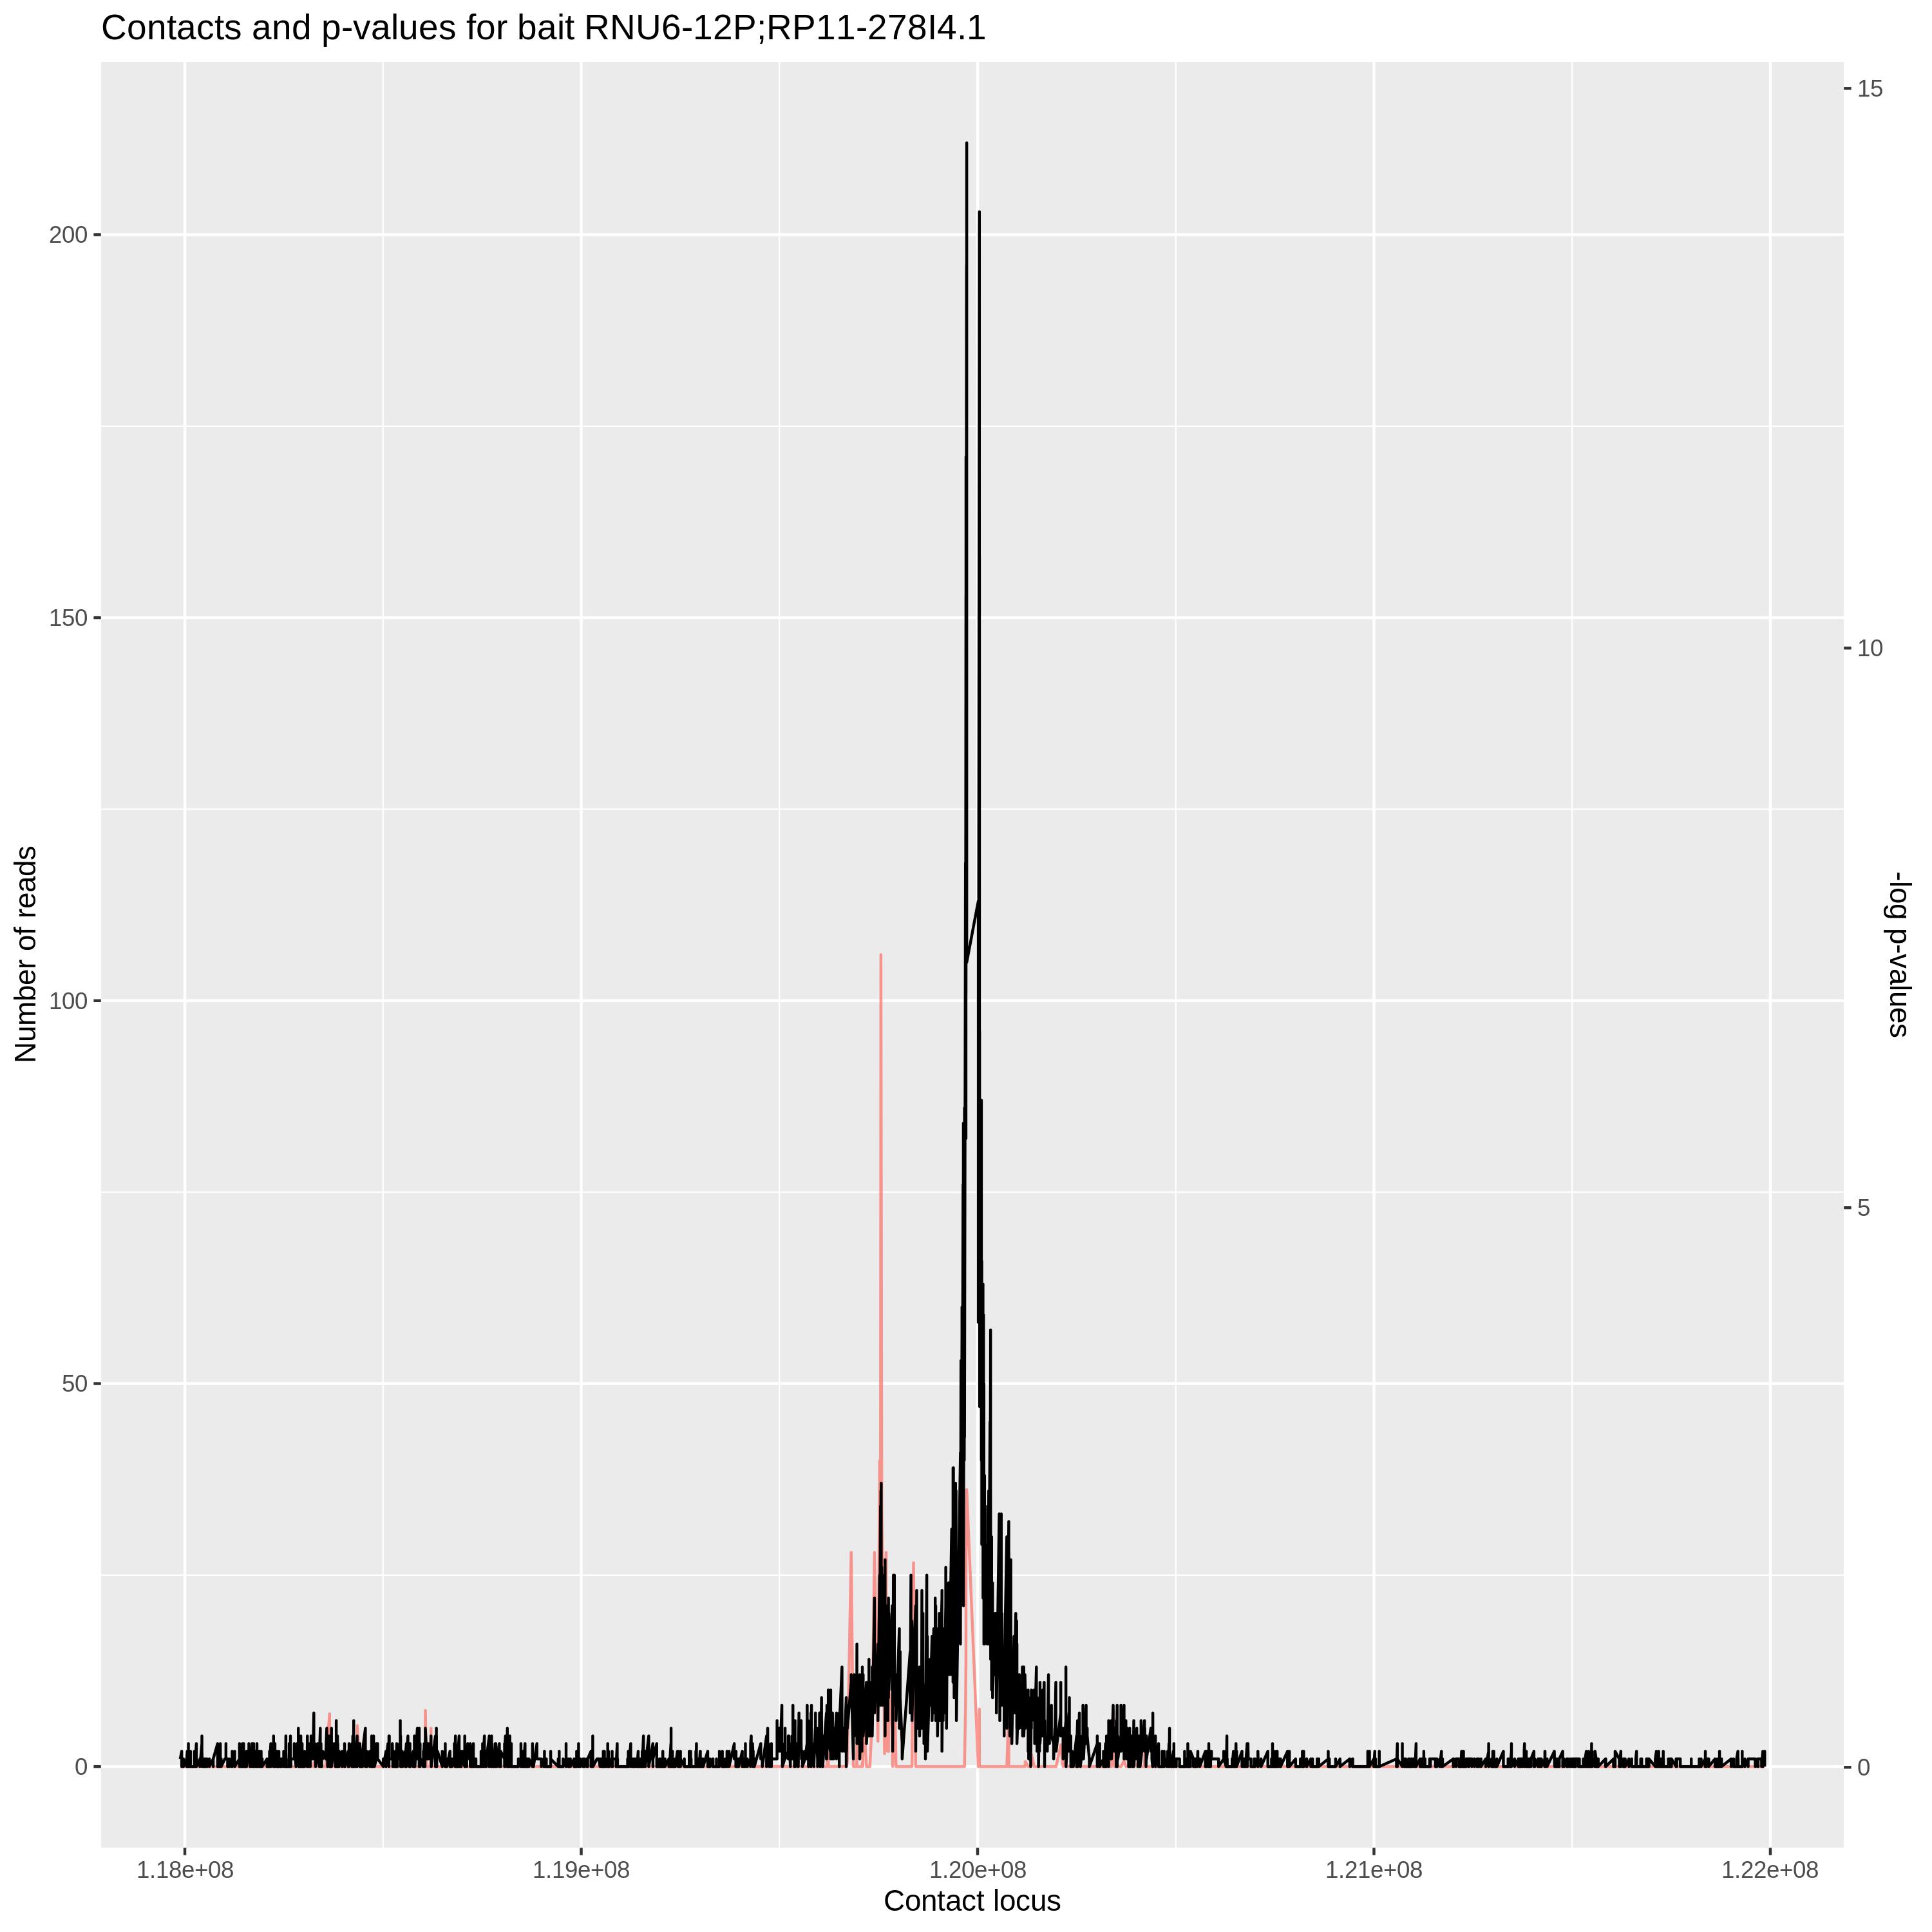 Contacts and p-values for bait RNU6-12P;RP11-278I4.1
200
150
100
50
0
15
10
5
0
Number of reads
-log p-values
1.18e+08
1.19e+08
1.20e+08
1.21e+08
1.22e+08
Contact locus